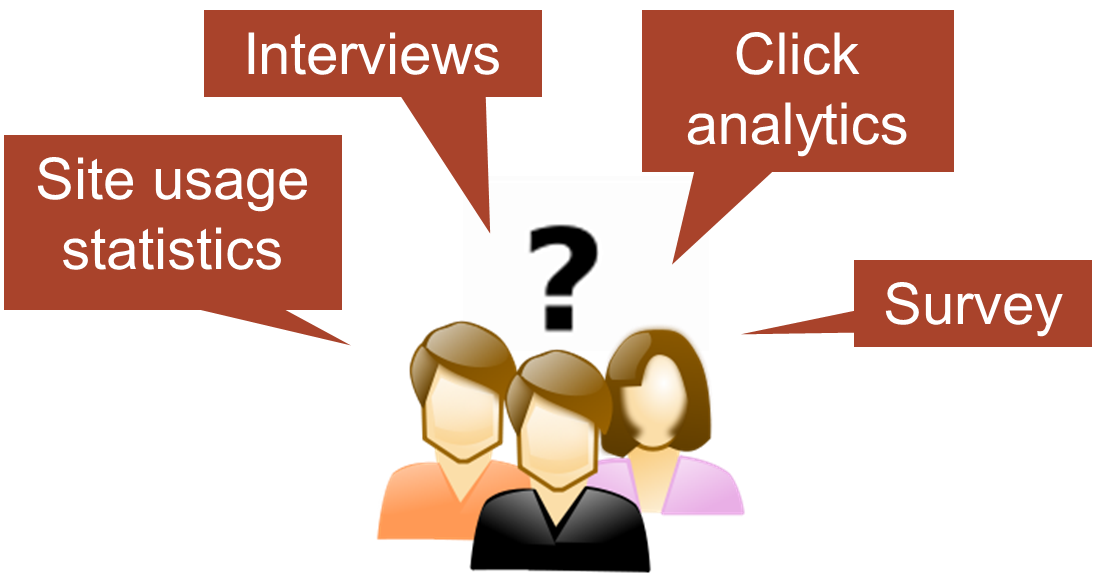 Interviews
Click
analytics
Site usage
statistics
?
Survey